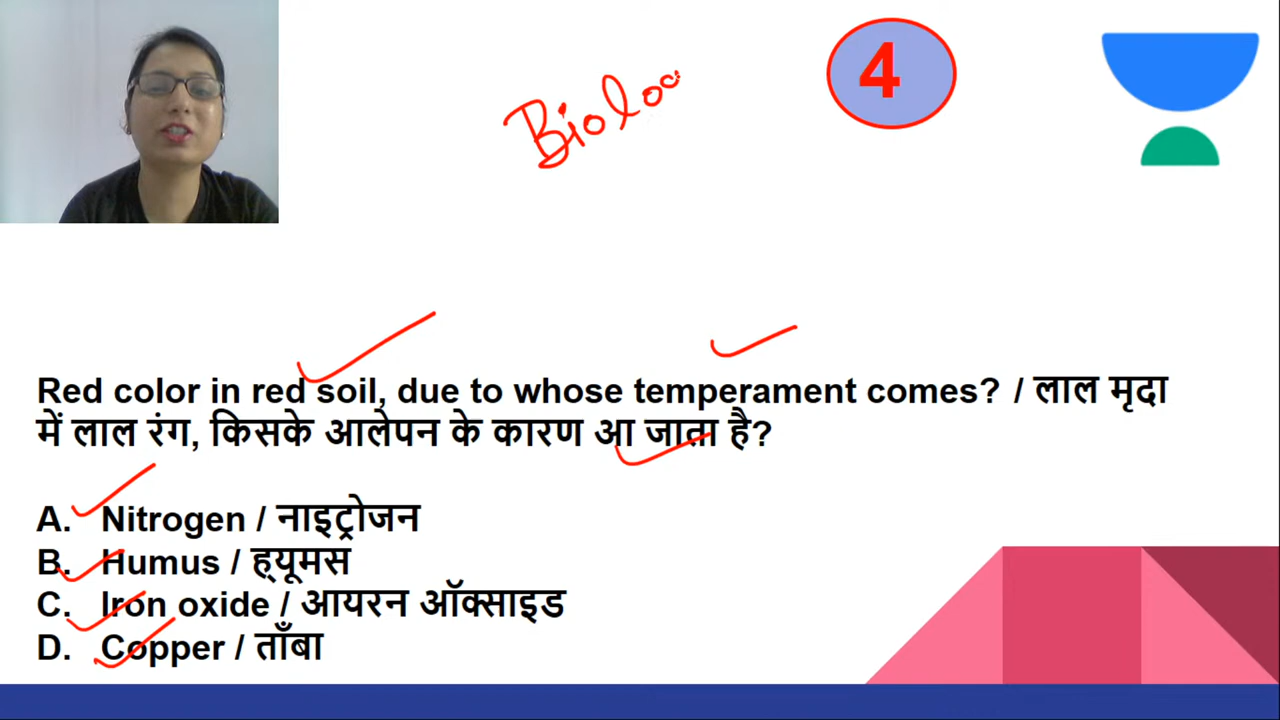 Bioloo
4
Red color in red soil, due to whose temperament comes? / लाल मृदा
में लाल रंग, किसके आलेपन के कारण आ जाता है?
A. Nitrogen / नाइट्रोजन
B. Humus / ह्यूमस
C. Iron oxide / आयरन ऑक्साइड
D. Copper / ताँबा